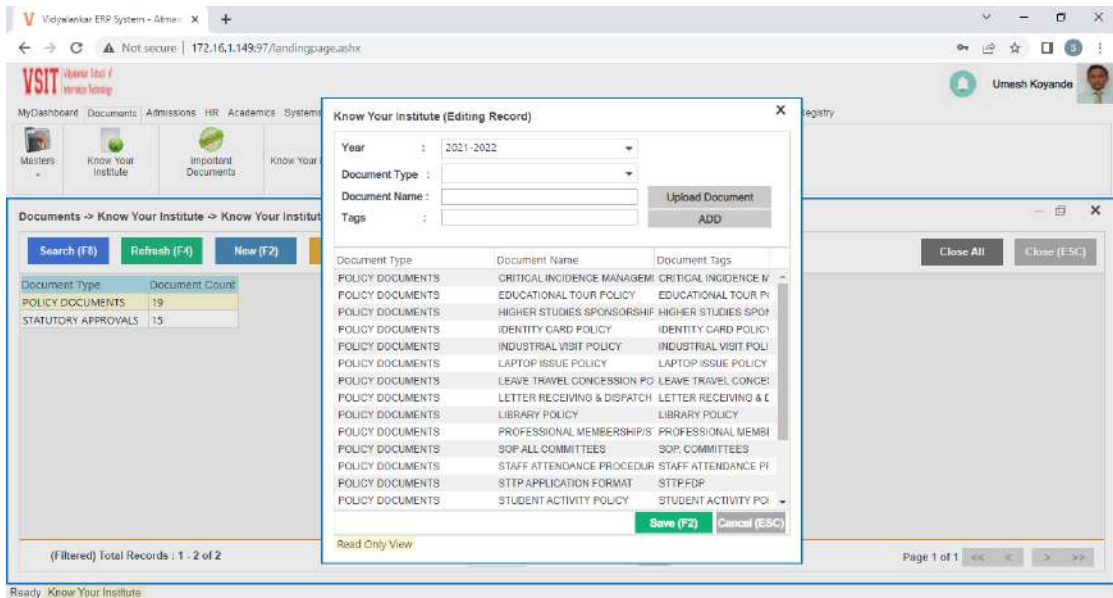 Vidyalankar ERP System - Atmen
Not secure | 172.16.1.149:97/landingpage.ashx
S
VSIT
Umesh Koyande
MyDashboard Documents Admissions HR Academics Systems
egistry
Masters
Know Your Institute
Important Documents
Know Your I
Documents -> Know Your Institute -> Know Your Institut
Search (F8) Refresh (F4) New (F2) Close All Close (ESC)
Document Type Document Count
POLICY DOCUMENTS 19
STATUTORY APPROVALS 15
Know Your Institute (Editing Record) X
Year : 2021-2022
Document Type :
Document Name : Upload Document
Tags : ADD
Document Type Document Name Document Tags
POLICY DOCUMENTS CRITICAL INCIDENCE MANAGEMI CRITICAL INCIDENCE M
POLICY DOCUMENTS EDUCATIONAL TOUR POLICY EDUCATIONAL TOUR P
POLICY DOCUMENTS HIGHER STUDIES SPONSORSHIF HIGHER STUDIES SPO
POLICY DOCUMENTS IDENTITY CARD POLICY IDENTITY CARD POLICY
POLICY DOCUMENTS INDUSTRIAL VISIT POLICY INDUSTRIAL VISIT POLI
POLICY DOCUMENTS LAPTOP ISSUE POLICY LAPTOP ISSUE POLICY
POLICY DOCUMENTS LEAVE TRAVEL CONCESSION PO LEAVE TRAVEL CONCE
POLICY DOCUMENTS LETTER RECEIVING & DISPATCH LETTER RECEIVING & D
POLICY DOCUMENTS LIBRARY POLICY LIBRARY POLICY
POLICY DOCUMENTS PROFESSIONAL MEMBERSHIP/S PROFESSIONAL MEMBI
POLICY DOCUMENTS SOP ALL COMMITTEES SOP, COMMITTEES
POLICY DOCUMENTS STAFF ATTENDANCE PROCEDUR STAFF ATTENDANCE PI
POLICY DOCUMENTS STTP APPLICATION FORMAT STTP,FDP
POLICY DOCUMENTS STUDENT ACTIVITY POLICY STUDENT ACTIVITY POI
Save (F2) Cancel (ESC)
Read Only View
(Filtered) Total Records : 1 - 2 of 2
Page 1 of 1 << < > >>
Ready Know Your Institute